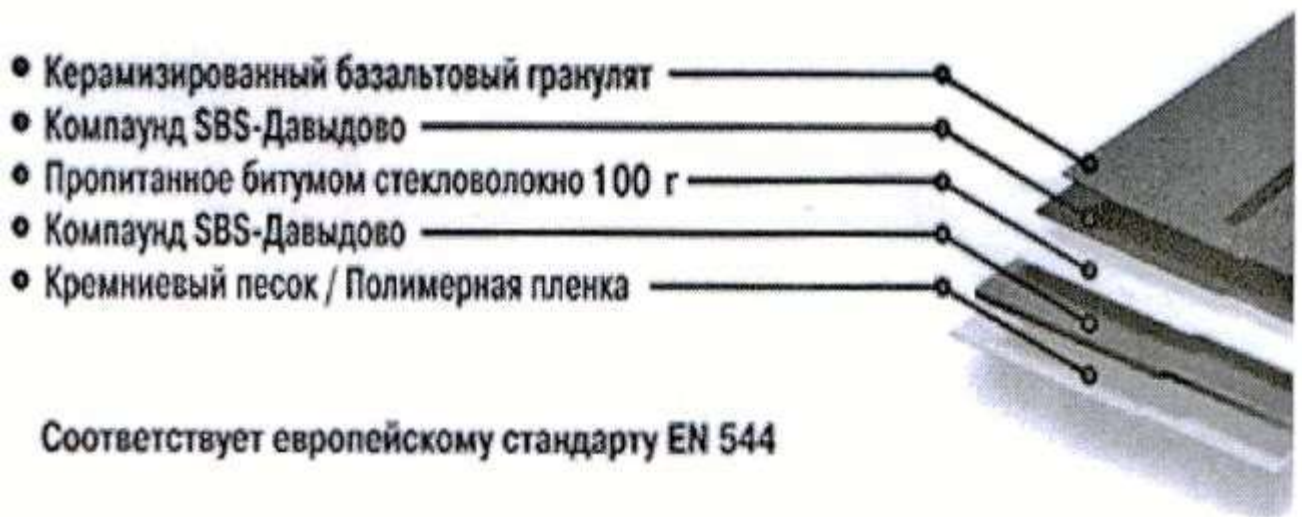 Керамизированный базальтовый гранулят
Компаунд SBS-Давыдово
Пропитанное битумом стекловолокно 100 г
Компаунд SBS-Давыдово
Кремниевый песок / Полимерная пленка
Соответствует европейскому стандарту EN 544